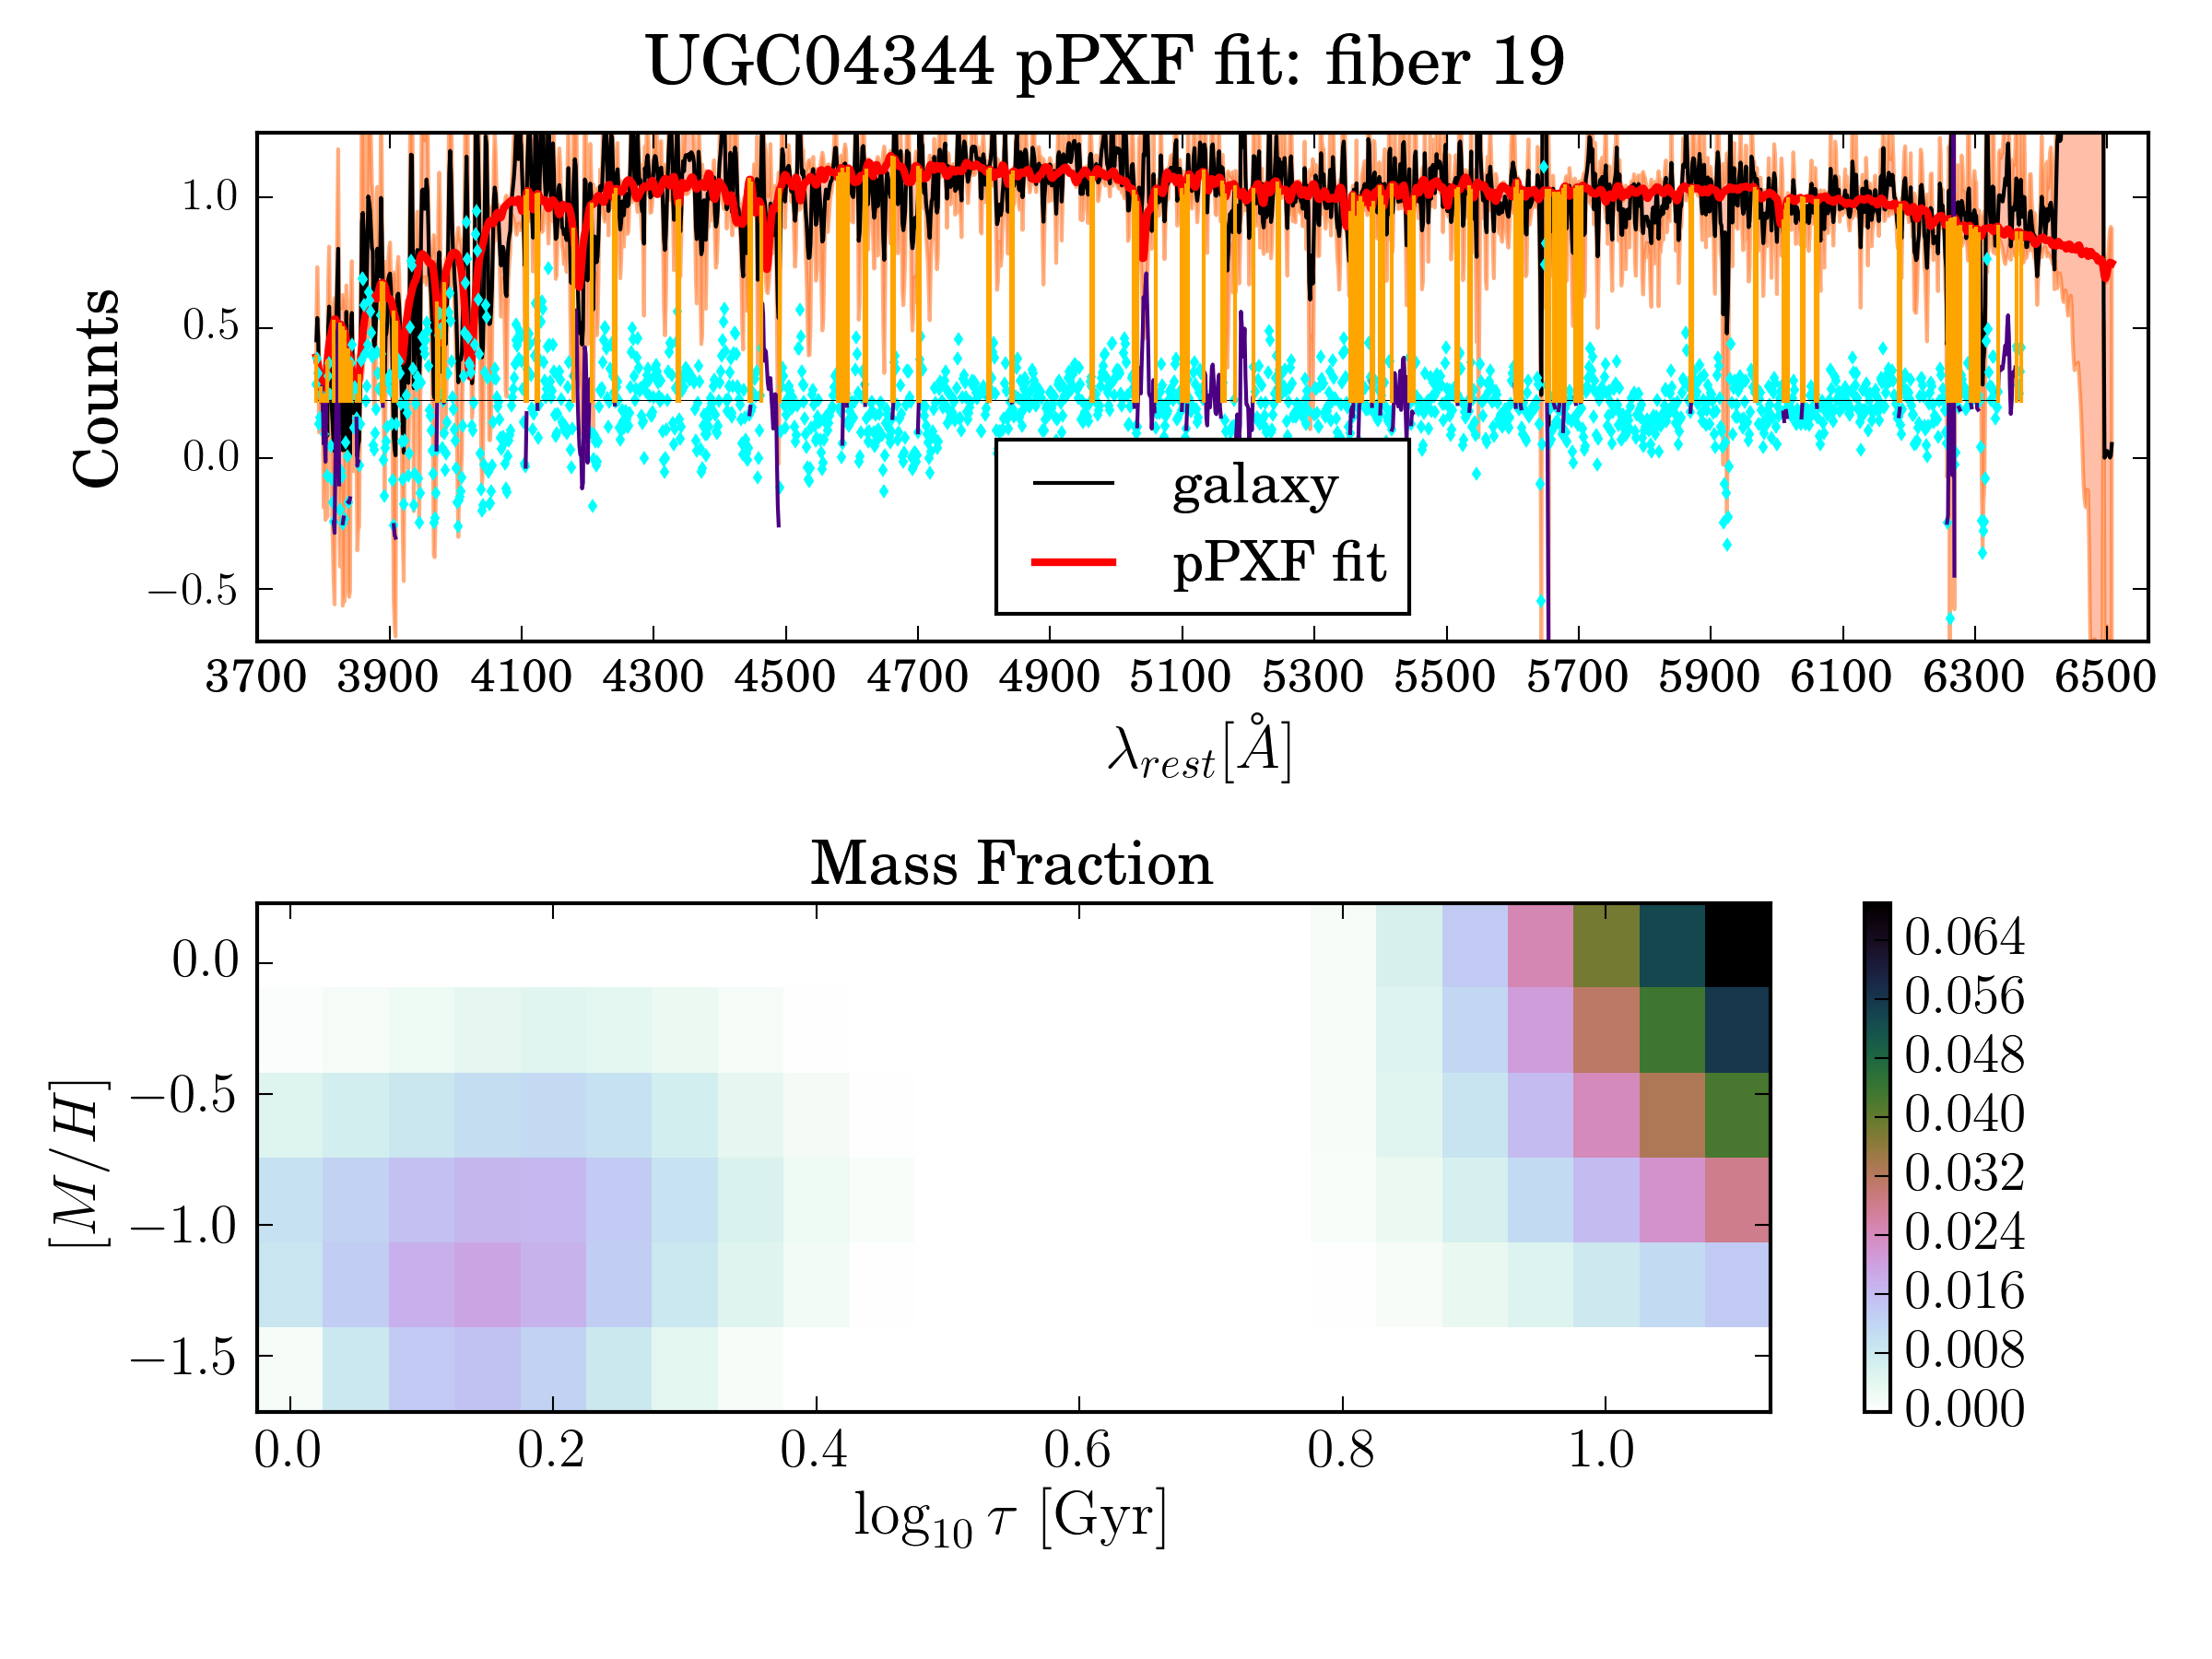 UGC04344 pPXF fit: fiber 19
1.0
0.5
0.0
−0.5
Counts
galaxy
pPXF fit
3700 3900 4100 4300 4500 4700 4900 5100 5300 5500 5700 5900 6100 6300 6500
λrest[Å]
Mass Fraction
0.0
−0.5
−1.0
−1.5
[M/H]
0.0 0.2 0.4 0.6 0.8 1.0
log10 τ [Gyr]
0.064
0.056
0.048
0.040
0.032
0.024
0.016
0.008
0.000